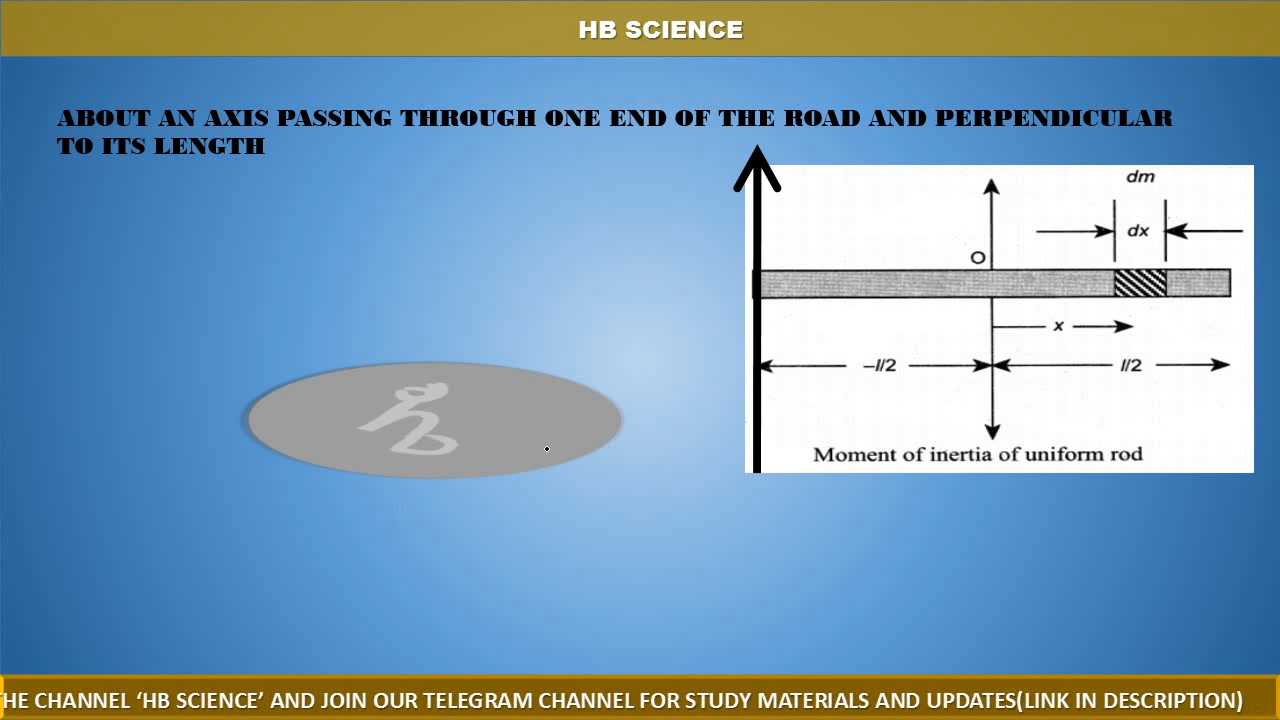 HB SCIENCE
ABOUT AN AXIS PASSING THROUGH ONE END OF THE ROAD AND PERPENDICULAR
TO ITS LENGTH
dm
dx
O
x
–l/2
l/2
Moment of inertia of uniform rod
HE CHANNEL ‘HB SCIENCE’ AND JOIN OUR TELEGRAM CHANNEL FOR STUDY MATERIALS AND UPDATES(LINK IN DESCRIPTION)